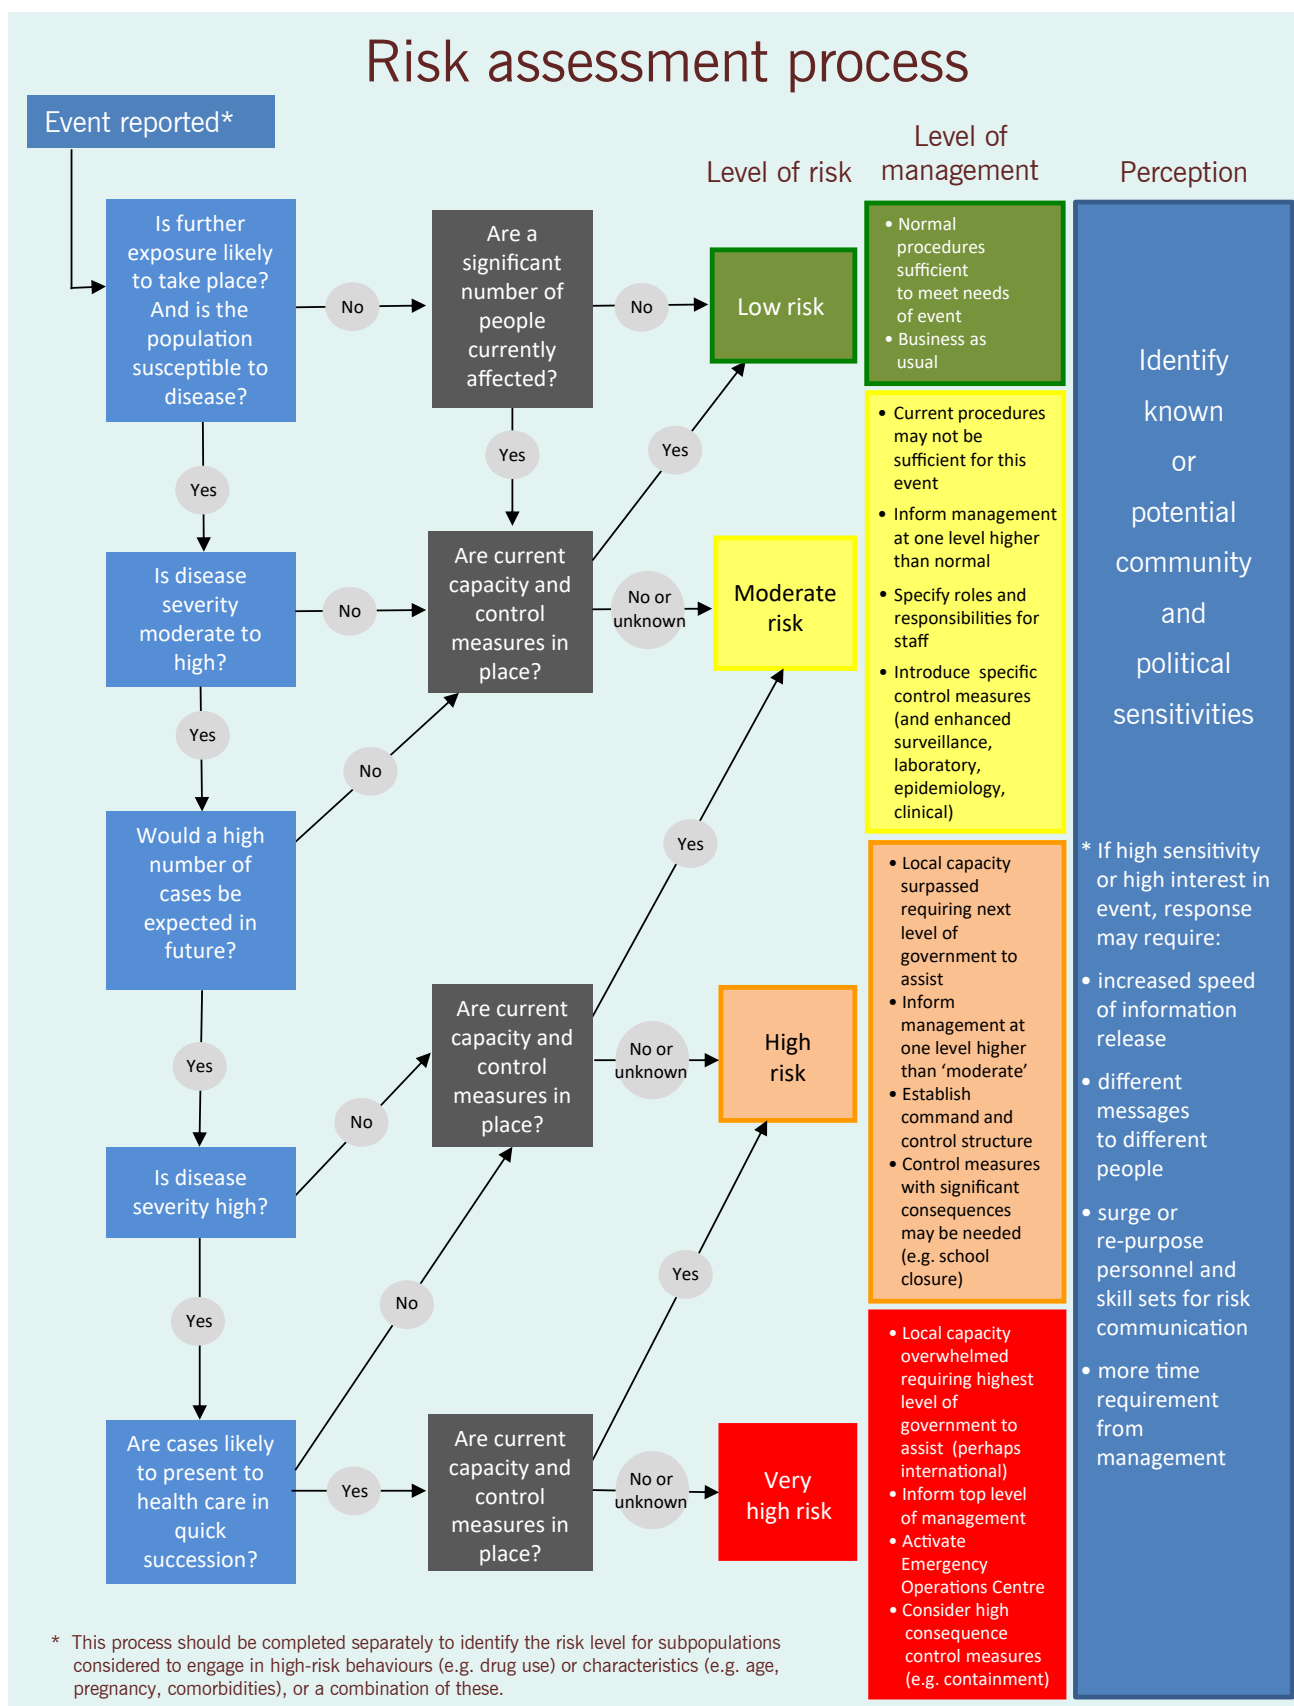 Risk assessment process
Event reported*
Level of risk
Level of
management
Perception
Is further
exposure likely
to take place?
And is the
population
susceptible to
disease?
No
Are a
significant
number of
people
currently
affected?
No
Low risk
• Normal
procedures
sufficient
to meet needs
of event
• Business as
usual
Yes
Yes
Yes
Is disease
severity
moderate to
high?
No
Are current
capacity and
control
measures in
place?
No or
unknown
Moderate
risk
• Current procedures
may not be
sufficient for this
event
• Inform management
at one level higher
than normal
• Specify roles and
responsibilities for
staff
• Introduce specific
control measures
(and enhanced
surveillance,
laboratory,
epidemiology,
clinical)
Yes
No
Would a high
number of
cases be
expected in
future?
Yes
Yes
No
Are current
capacity and
control
measures in
place?
No or
unknown
High
risk
• Local capacity
surpassed
requiring next
level of
government to
assist
• Inform
management at
one level higher
than ‘moderate’
• Establish
command and
control structure
• Control measures
with significant
consequences
may be needed
(e.g. school
closure)
Is disease
severity high?
Yes
No
Yes
Are cases likely
to present to
health care in
quick
succession?
Yes
Are current
capacity and
control
measures in
place?
No or
unknown
Very
high risk
• Local capacity
overwhelmed
requiring highest
level of
government to
assist (perhaps
international)
• Inform top level
of management
• Activate
Emergency
Operations Centre
• Consider high
consequence
control measures
(e.g. containment)
Identify
known
or
potential
community
and
political
sensitivities
* If high sensitivity
or high interest in
event, response
may require:
• increased speed
of information
release
• different
messages
to different
people
• surge or
re-purpose
personnel and
skill sets for risk
communication
• more time
requirement
from
management
* This process should be completed separately to identify the risk level for subpopulations
considered to engage in high-risk behaviours (e.g. drug use) or characteristics (e.g. age,
pregnancy, comorbidities), or a combination of these.